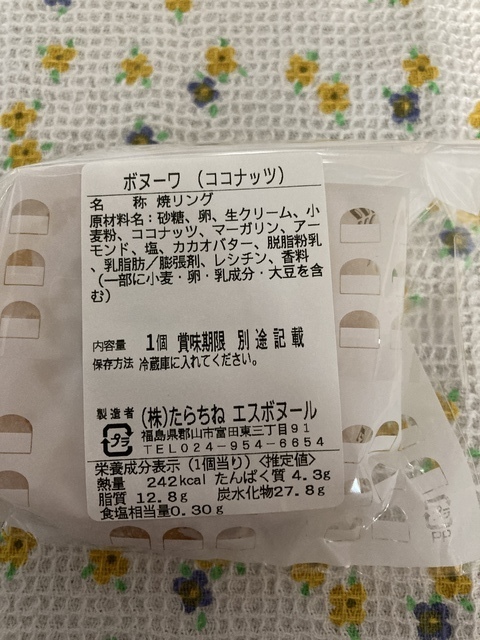 ボヌーワ （ココナッツ）
名　　称 焼リング
原材料名：砂糖、卵、生クリーム、小
麦粉、ココナッツ、マーガリン、アー
モンド、塩、カカオバター、脱脂粉乳
、乳脂肪／膨張剤、レシチン、香料
（一部に小麦・卵・乳成分・大豆を含
む）
内容量 1個 賞味期限 別途記載
保存方法 冷蔵庫に入れてください。
製造者 (株)たらちね エスボヌール
プラ 福島県郡山市富田東三丁目91
TEL024-954-6654
栄養成分表示（1個当り）〈推定値〉
熱量 242kcal たんぱく質 4.3g
脂質 12.8g 炭水化物27.8g
食塩相当量0.30g
PP